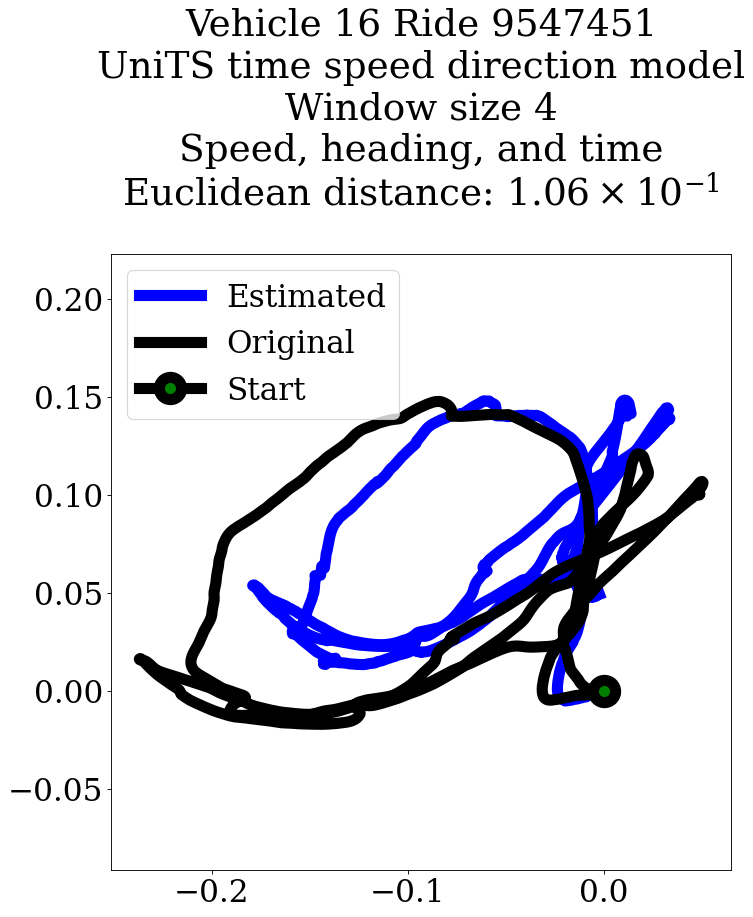 Vehicle 16 Ride 9547451
UniTS time speed direction model
Window size 4
Speed, heading, and time
Euclidean distance: 1.06 × 10⁻¹
Estimated
Original
Start
0.20
0.15
0.10
0.05
0.00
−0.05
−0.2 −0.1 0.0